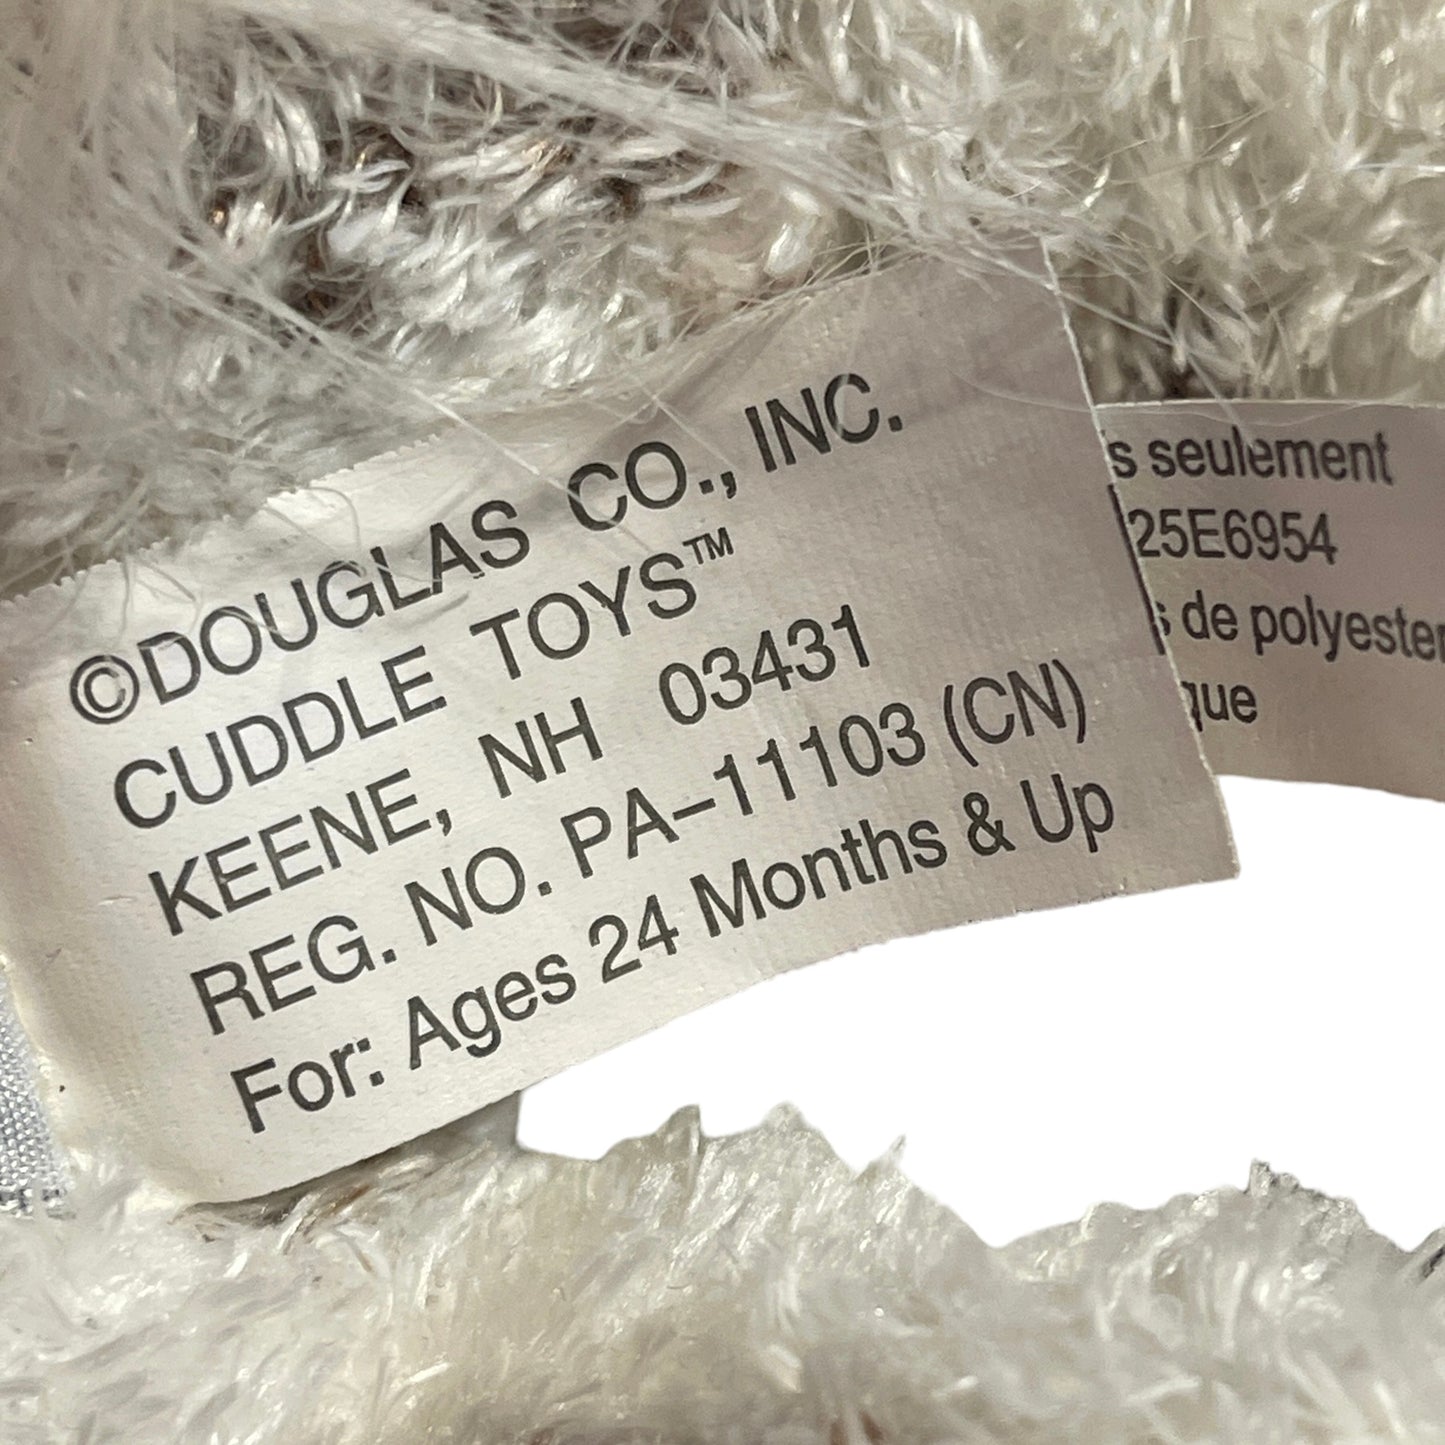 ©DOUGLAS CO., INC.
CUDDLE TOYS™
KEENE, NH 03431
REG. NO. PA-11103 (CN)
For: Ages 24 Months & Up
seulement
25E6954
de polyester
que